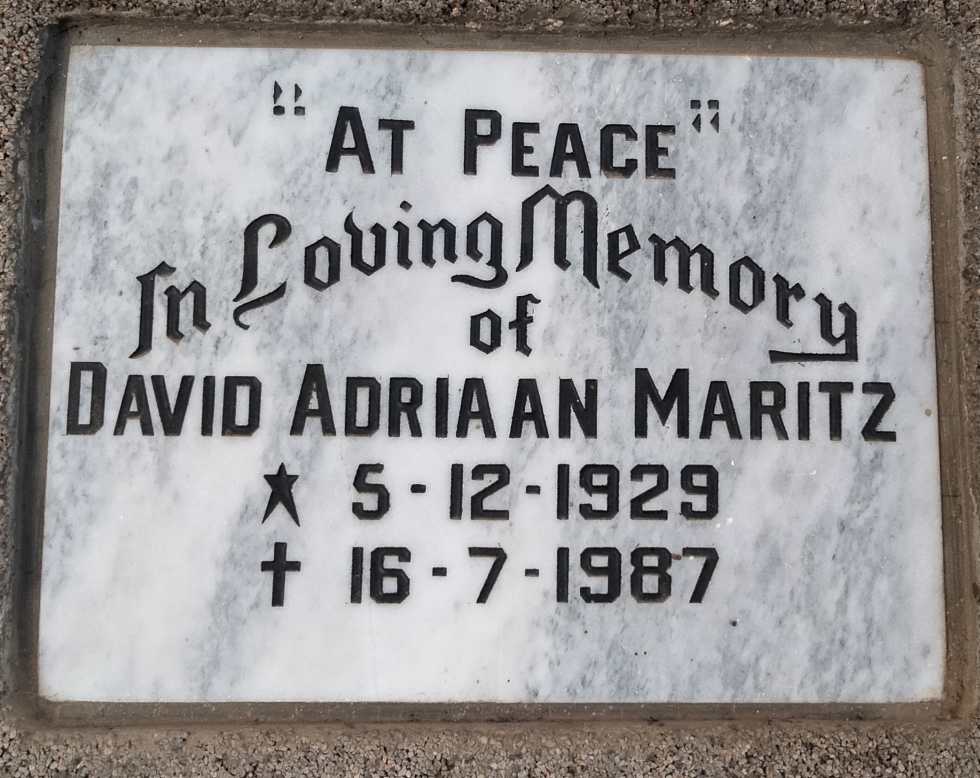 "AT PEACE"
In Loving Memory
of
DAVID ADRIAAN MARITZ
★ 5-12-1929
✝ 16-7-1987